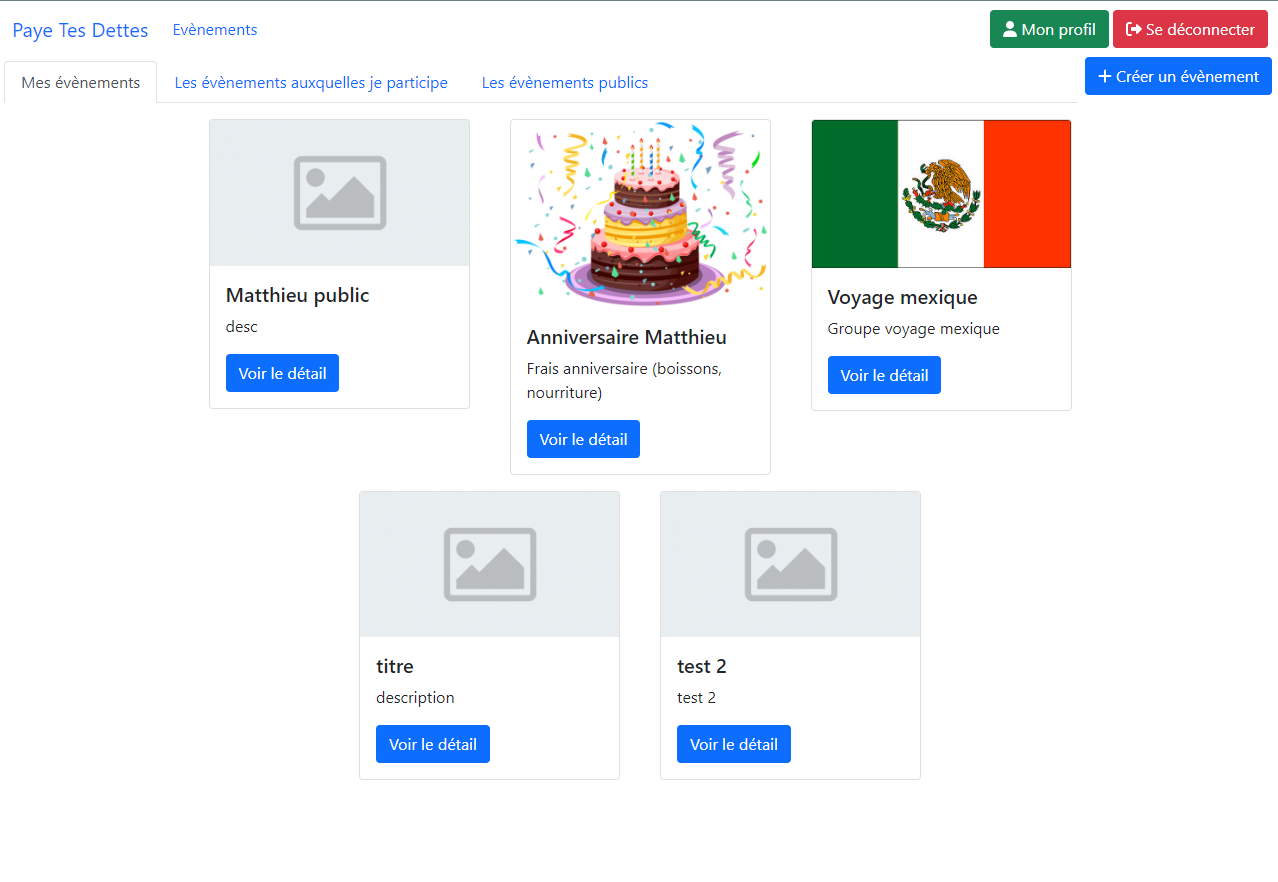 Paye Tes Dettes Evènements Mon profil Se déconnecter
Mes évènements Les évènements auxquelles je participe Les évènements publics Créer un évènement
Matthieu public
desc
Voir le détail
Anniversaire Matthieu
Frais anniversaire (boissons,
nourriture)
Voir le détail
Voyage mexique
Groupe voyage mexique
Voir le détail
titre
description
Voir le détail
test 2
test 2
Voir le détail